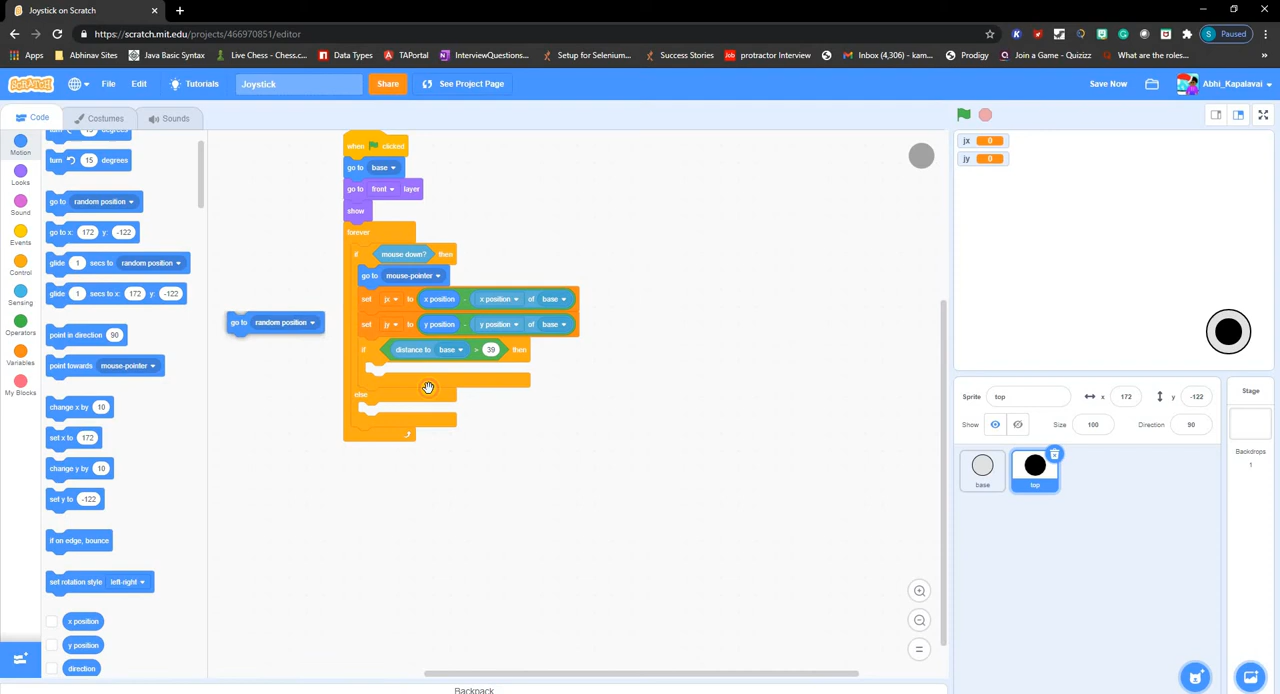 Joystick on Scratch
https://scratch.mit.edu/projects/466970851/editor
S Paused
Apps Abhinav Sites Java Basic Syntax Live Chess - Chess.c... Data Types TAPortal InterviewQuestions... Setup for Selenium... Success Stories protractor Interview Inbox (4,306) - kam... Prodigy Join a Game - Quizizz What are the roles... »
SCRATCH File Edit Tutorials Joystick Share See Project Page Save Now Abhi_Kapalavai
Code Costumes Sounds
Motion
Looks
Sound
Events
Control
Sensing
Operators
Variables
My Blocks
turn 15 degrees
turn 15 degrees
go to random position
go to x: 172 y: -122
glide 1 secs to random position
glide 1 secs to x: 172 y: -122
point in direction 90
point towards mouse-pointer
change x by 10
set x to 172
change y by 10
set y to -122
if on edge, bounce
set rotation style left-right
x position
y position
direction
when clicked
go to base
go to front layer
show
forever
if mouse down? then
go to mouse-pointer
set jx to x position - x position of base
set jy to y position - y position of base
if distance to base > 39 then
else
go to random position
jx 0
jy 0
Sprite top x 172 y -122
Show Size 100 Direction 90
base
top
Stage
Backdrops
1
Backpack